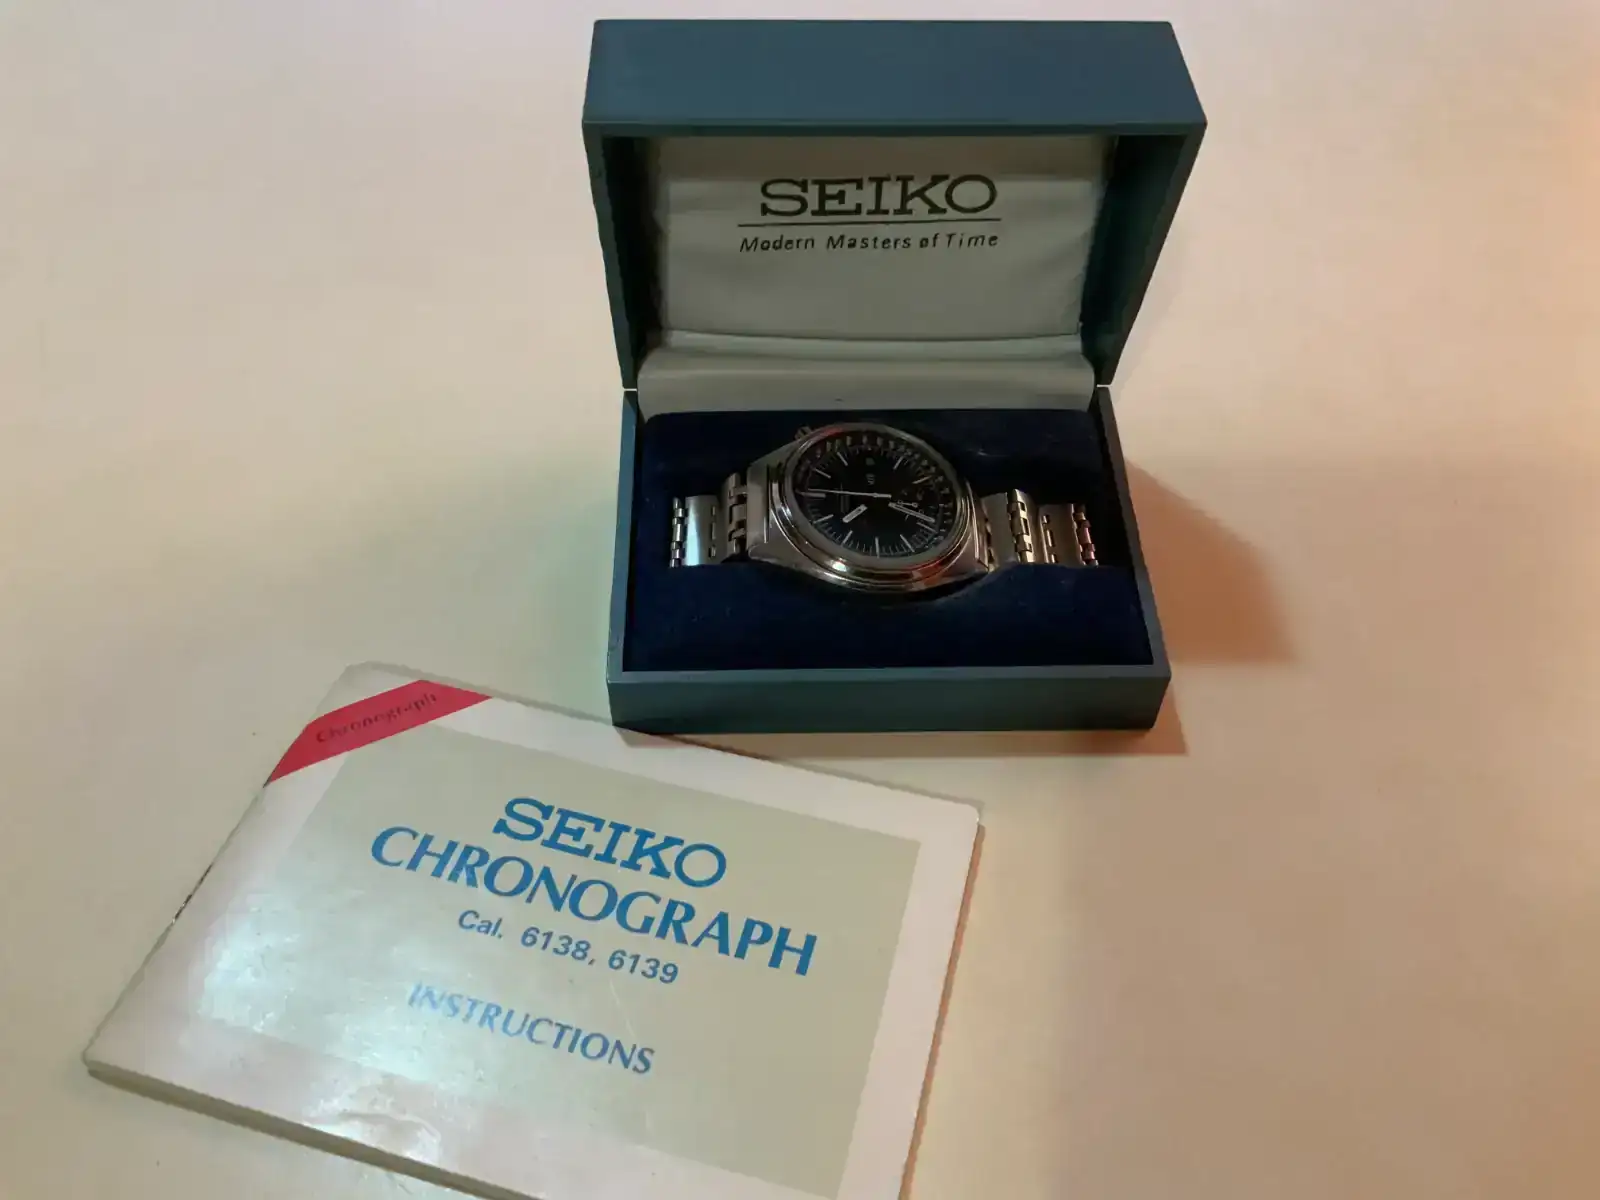 SEIKO
Modern Masters of Time
Chronograph
SEIKO
CHRONOGRAPH
Cal. 6138, 6139
INSTRUCTIONS